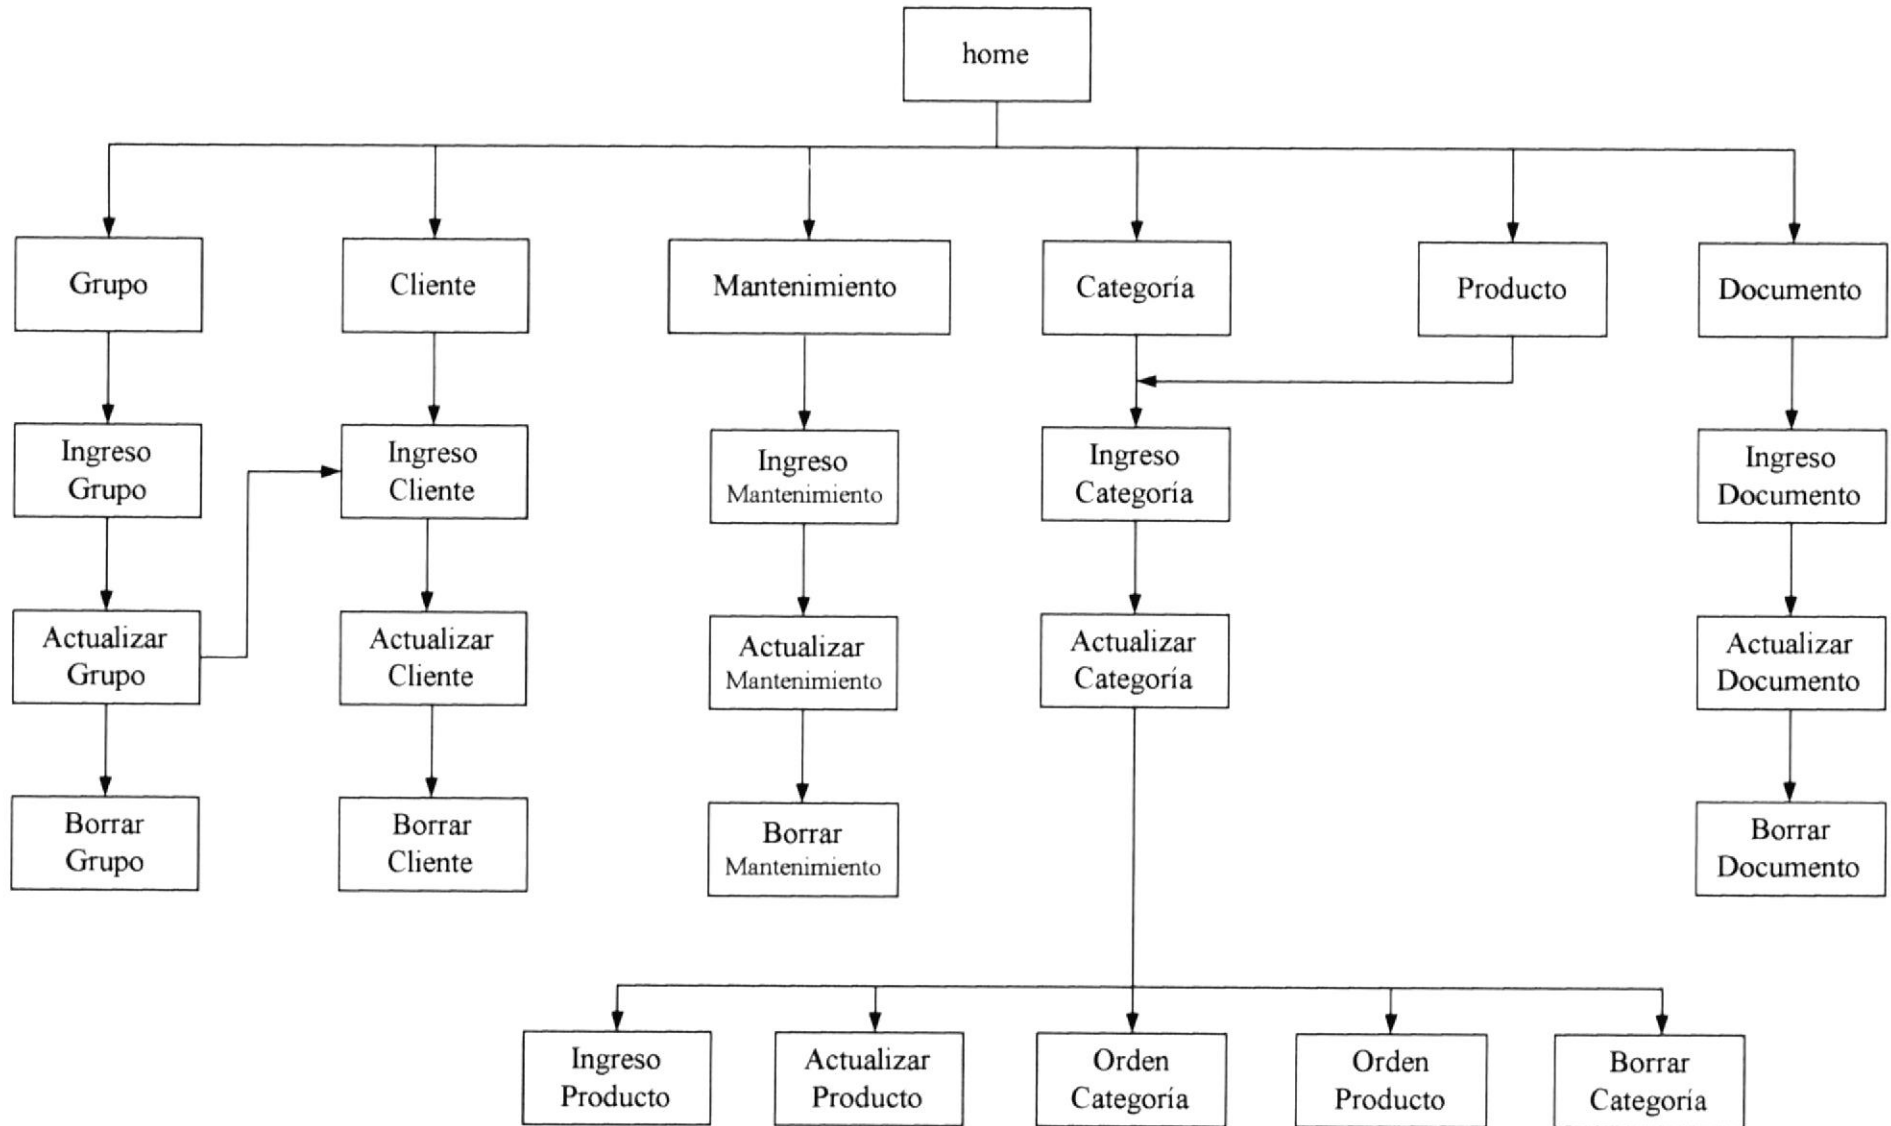 home
Grupo
Cliente
Mantenimiento
Categoría
Producto
Documento
Ingreso
Grupo
Ingreso
Cliente
Ingreso
Mantenimiento
Ingreso
Categoría
Ingreso
Documento
Actualizar
Grupo
Actualizar
Cliente
Actualizar
Mantenimiento
Actualizar
Categoría
Actualizar
Documento
Borrar
Grupo
Borrar
Cliente
Borrar
Mantenimiento
Borrar
Documento
Ingreso
Producto
Actualizar
Producto
Orden
Categoría
Orden
Producto
Borrar
Categoría